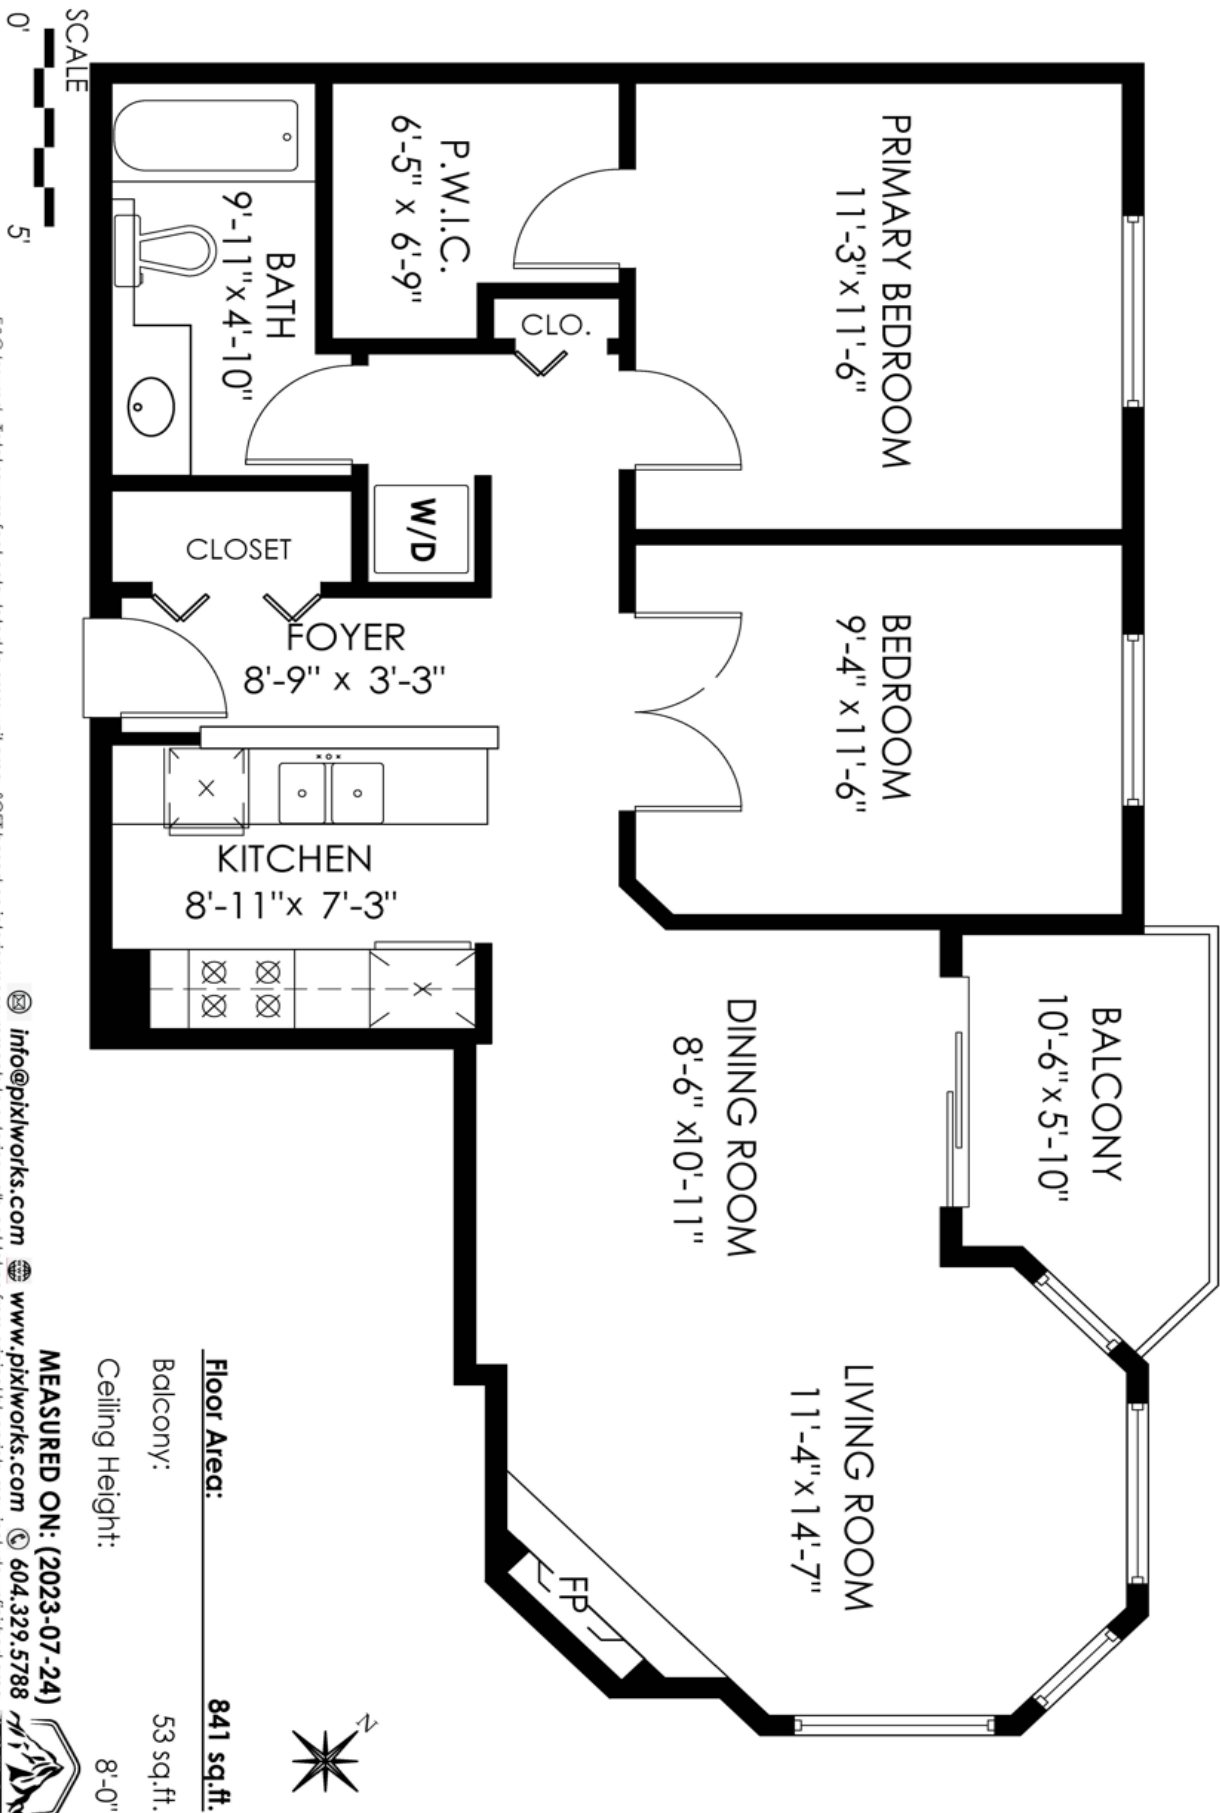 SCALE
0'
5'
PRIMARY BEDROOM
11'-3"x11'-6"
P.W.I.C.
6'-5" x 6'-9"
BATH
9'-11"x4'-10"
CLO.
W/D
CLOSET
FOYER
8'-9" x 3'-3"
BEDROOM
9'-4" x11'-6"
KITCHEN
8'-11"x 7'-3"
BALCONY
10'-6"x5'-10"
DINING ROOM
8'-6" x10'-11"
LIVING ROOM
11'-4"x14'-7"
FP
N
Floor Area: 841 sq.ft.
Balcony: 53 sq.ft.
Ceiling Height: 8'-0"
MEASURED ON: (2023-07-24)
info@pixlworks.com www.pixlworks.com 604.329.5788